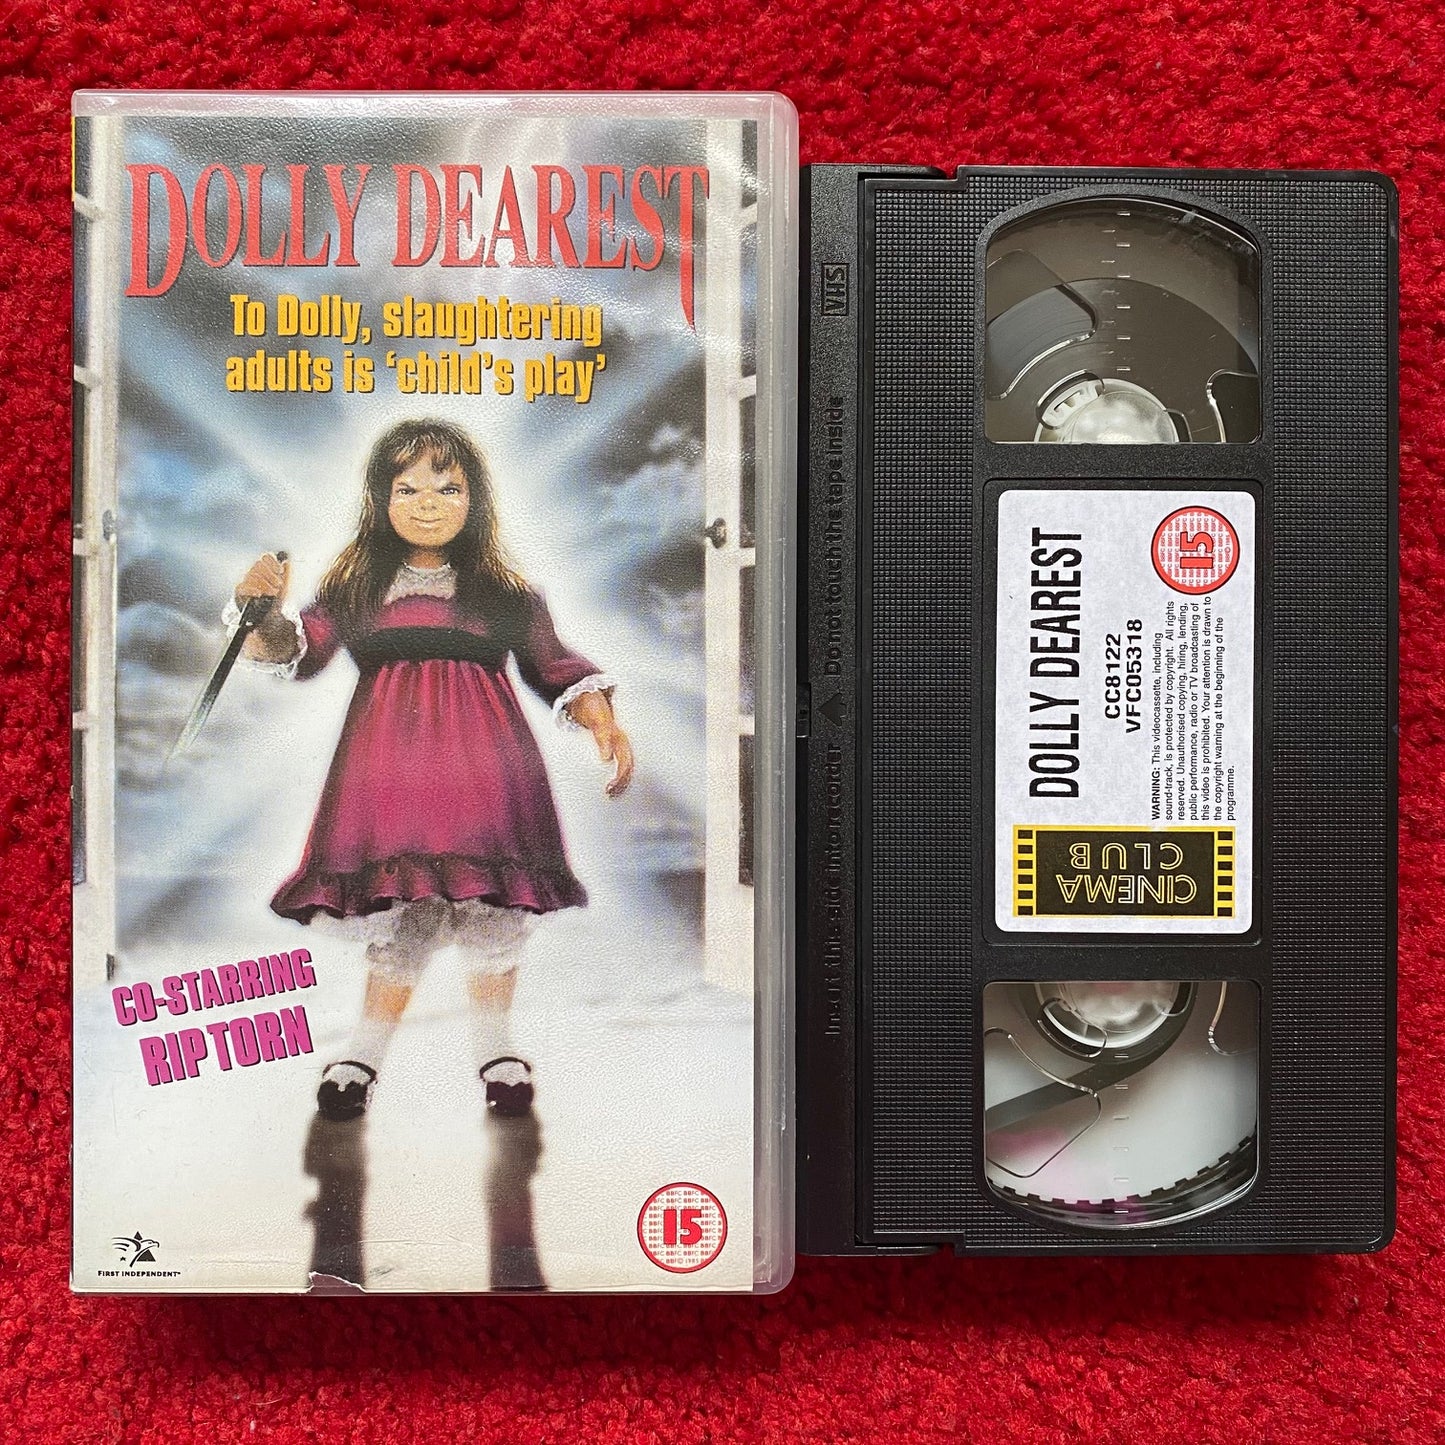 DOLLY DEAREST
To Dolly, slaughtering
adults is 'child's play'
CO-STARRING
RIP TORN
FIRST INDEPENDENT
15
VHS
Do not touch the tape inside
Insert this side into recorder
DOLLY DEAREST
CC8122
VFC05318
15
WARNING: This videocassette, including
sound-track, is protected by copyright. All rights
reserved. Unauthorised copying, hiring, lending,
public performance, radio or TV broadcasting of
this video is prohibited. Your attention is drawn to
the copyright warning at the beginning of the
programme.
CINEMA
CLUB